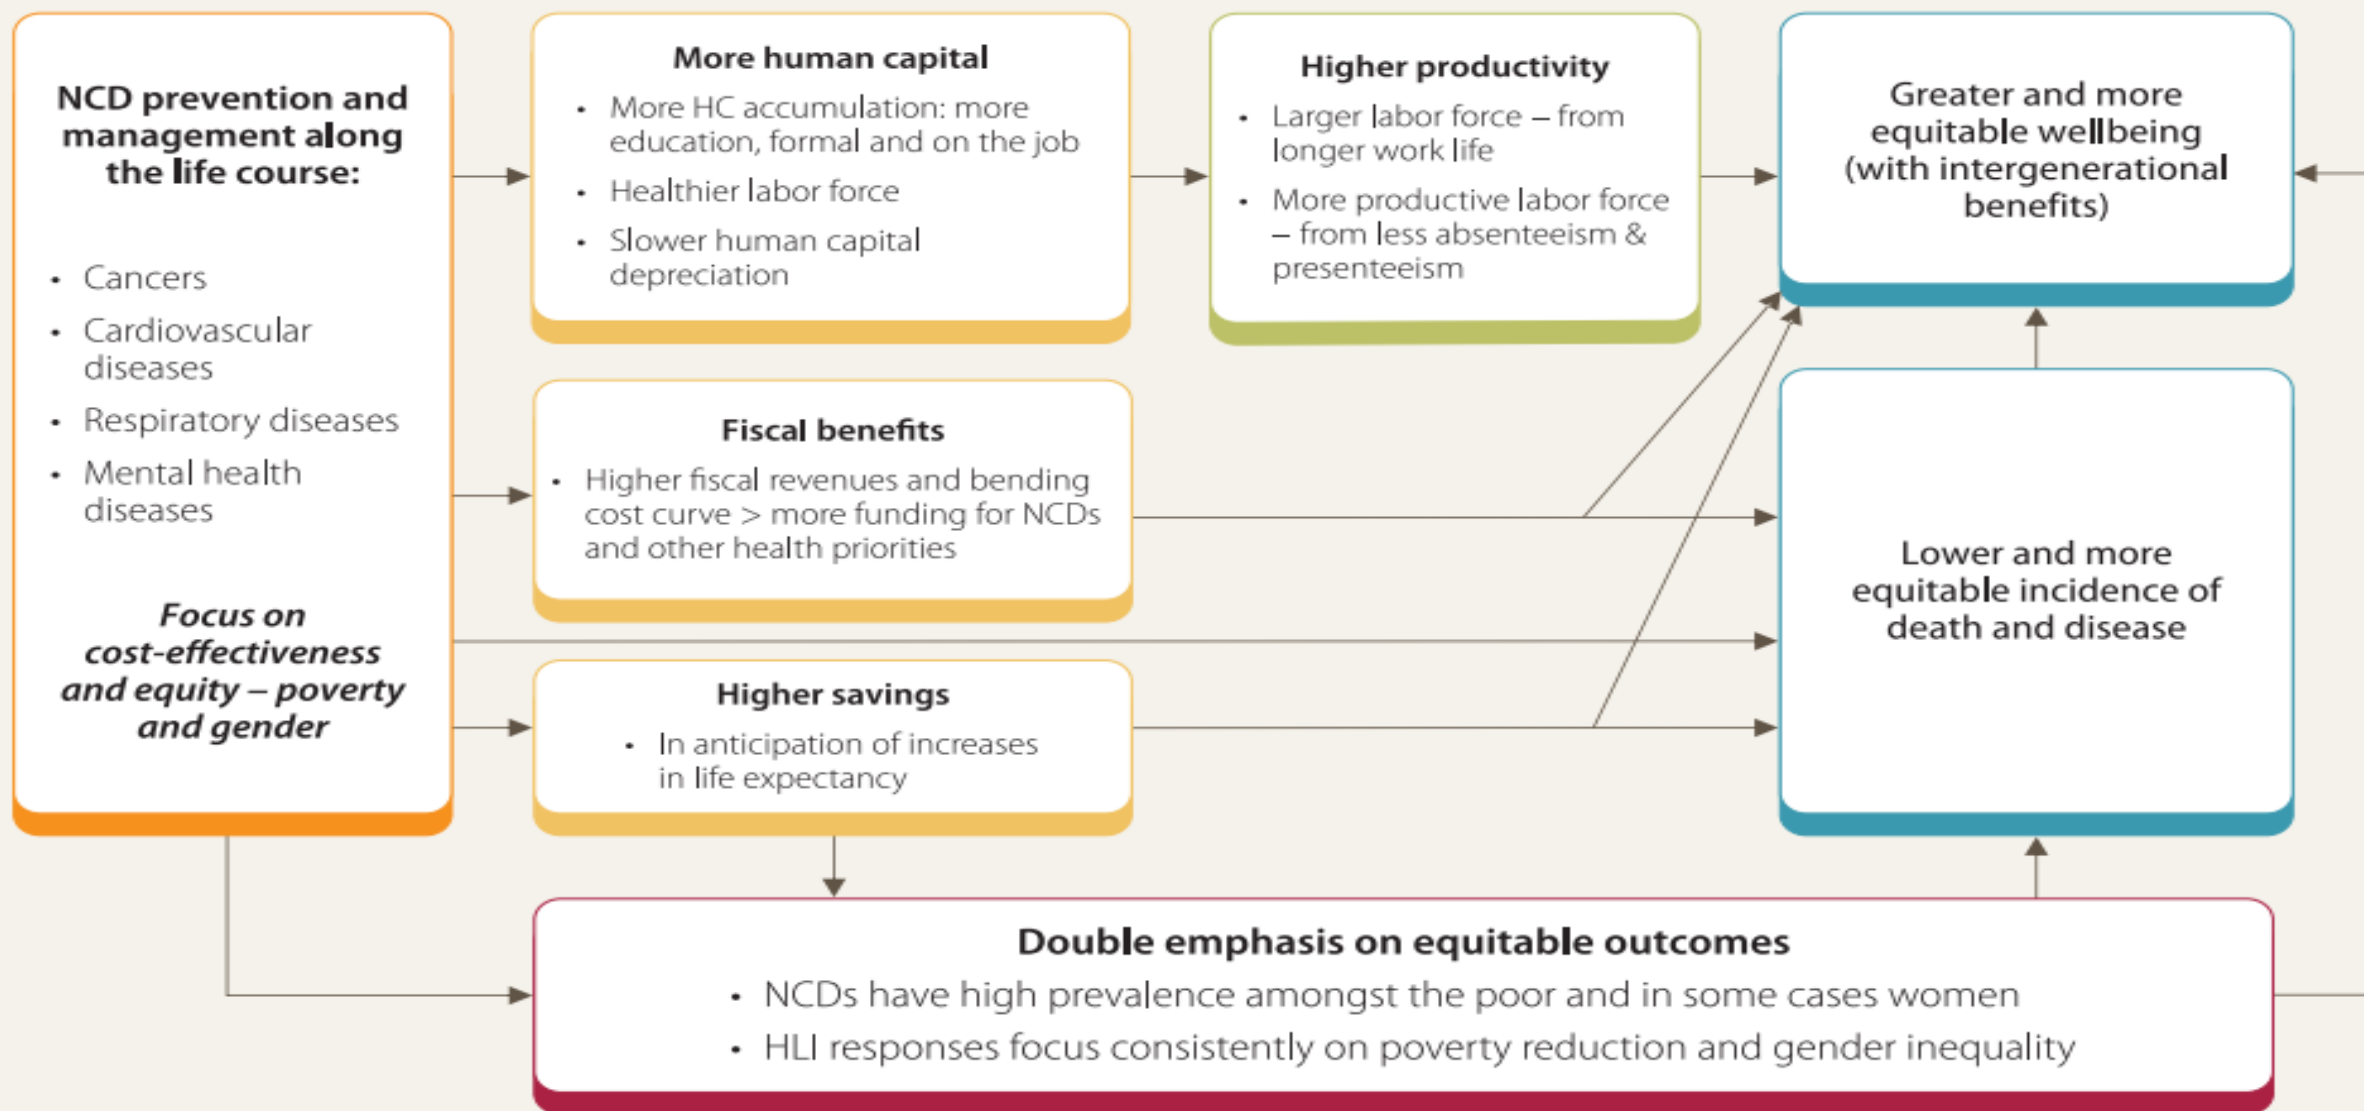 NCD prevention and
management along
the life course:
• Cancers
• Cardiovascular
diseases
• Respiratory diseases
• Mental health
diseases
Focus on
cost-effectiveness
and equity – poverty
and gender
More human capital
• More HC accumulation: more
education, formal and on the job
• Healthier labor force
• Slower human capital
depreciation
Higher productivity
• Larger labor force – from
longer work life
• More productive labor force
– from less absenteeism &
presenteeism
Greater and more
equitable wellbeing
(with intergenerational
benefits)
Fiscal benefits
• Higher fiscal revenues and bending
cost curve > more funding for NCDs
and other health priorities
Higher savings
• In anticipation of increases
in life expectancy
Lower and more
equitable incidence of
death and disease
Double emphasis on equitable outcomes
• NCDs have high prevalence amongst the poor and in some cases women
• HLI responses focus consistently on poverty reduction and gender inequality